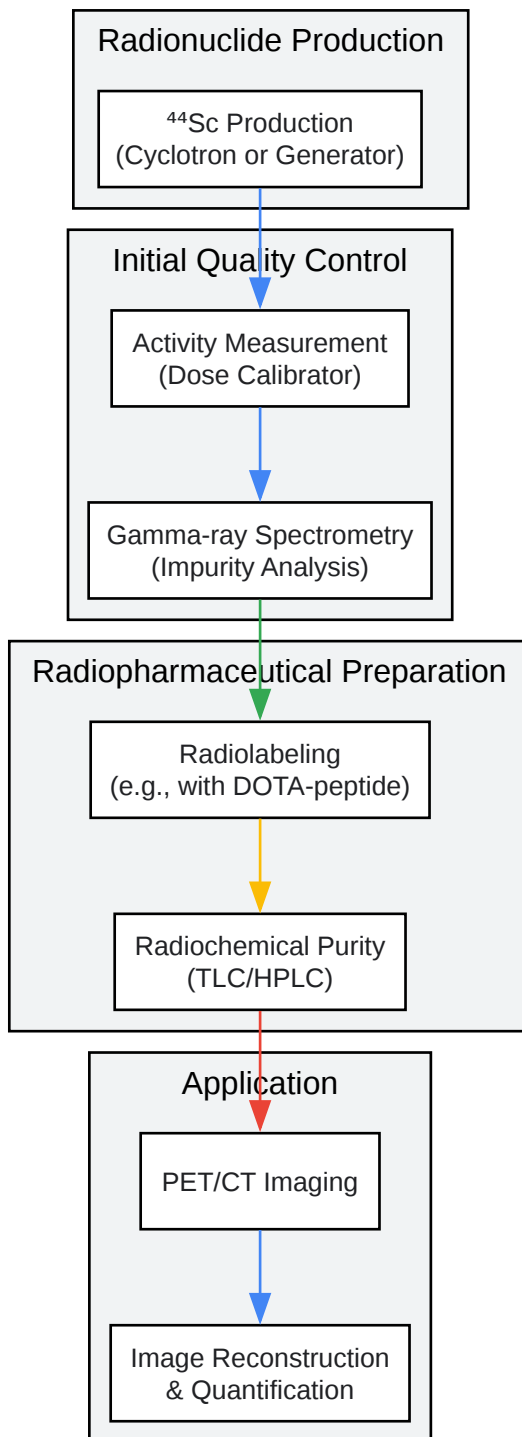 Radionuclide Production
⁴⁴Sc Production
(Cyclotron or Generator)
Initial Quality Control
Activity Measurement
(Dose Calibrator)
Gamma-ray Spectrometry
(Impurity Analysis)
Radiopharmaceutical Preparation
Radiolabeling
(e.g., with DOTA-peptide)
Radiochemical Purity
(TLC/HPLC)
Application
PET/CT Imaging
Image Reconstruction
& Quantification